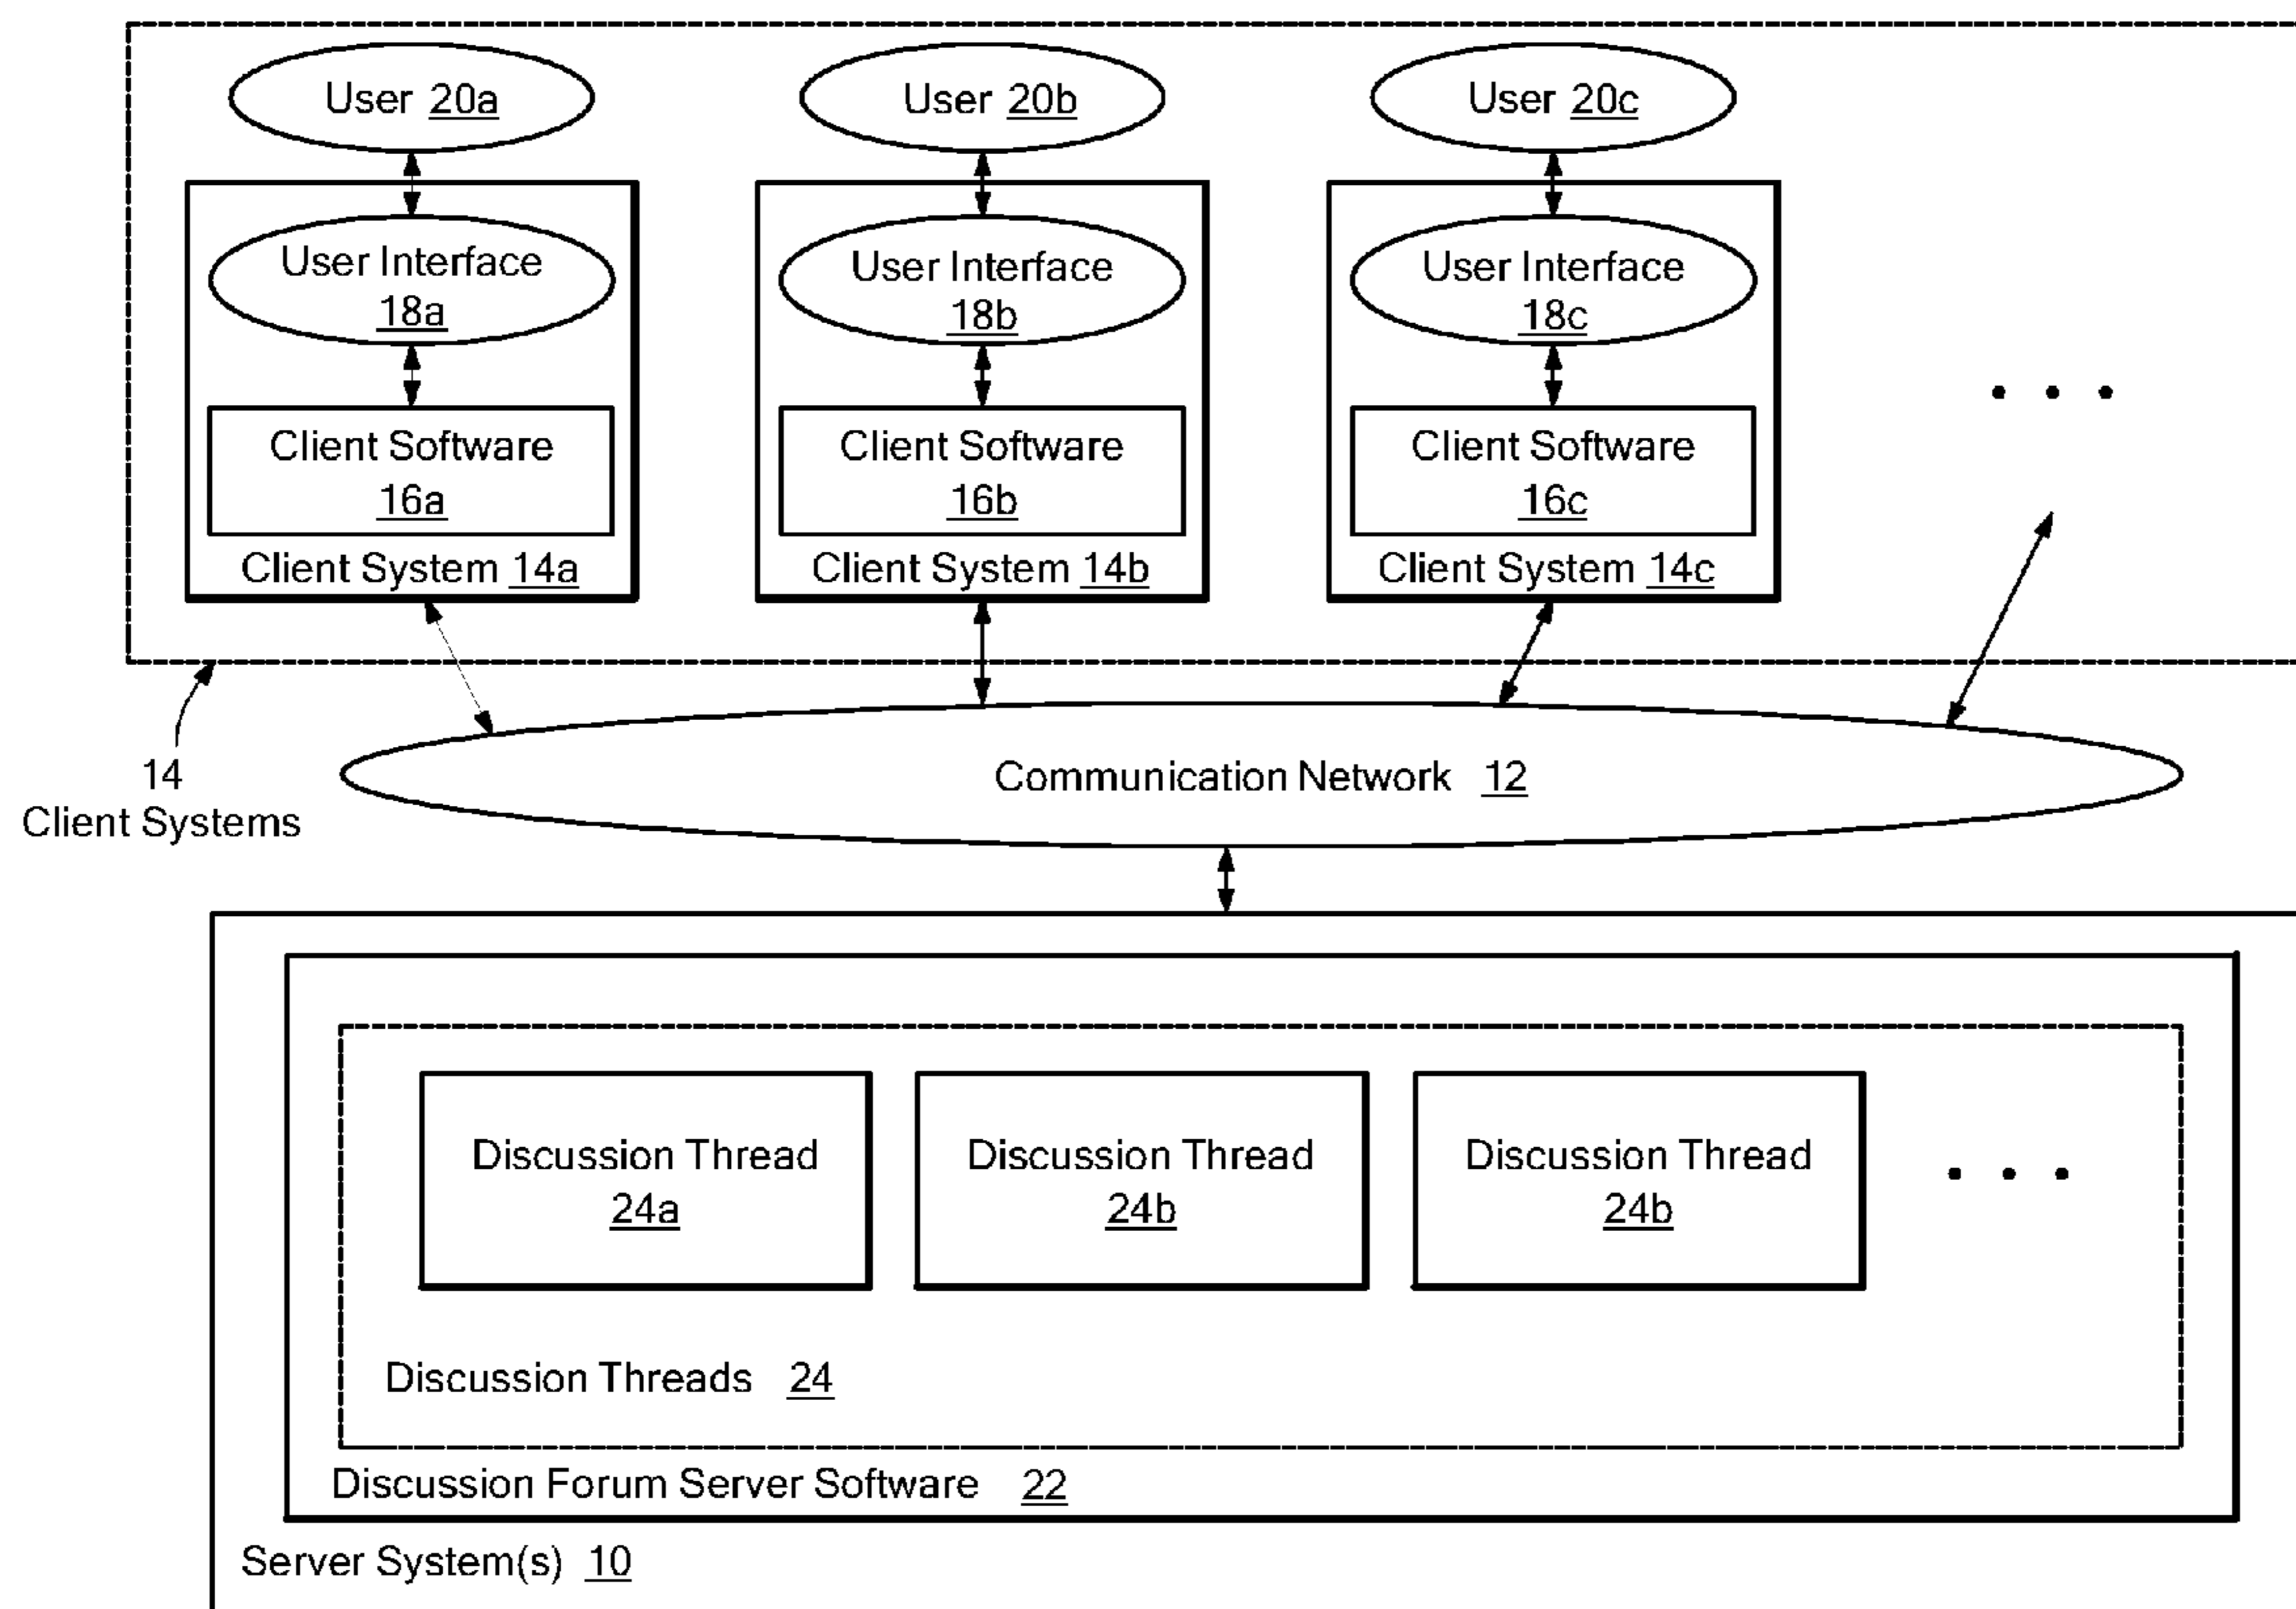 User 20a
User 20b
User 20c
User Interface
18a
User Interface
18b
User Interface
18c
Client Software
16a
Client Software
16b
Client Software
16c
Client System 14a
Client System 14b
Client System 14c
14
Client Systems
Communication Network 12
Discussion Thread
24a
Discussion Thread
24b
Discussion Thread
24b
Discussion Threads 24
Discussion Forum Server Software 22
Server System(s) 10